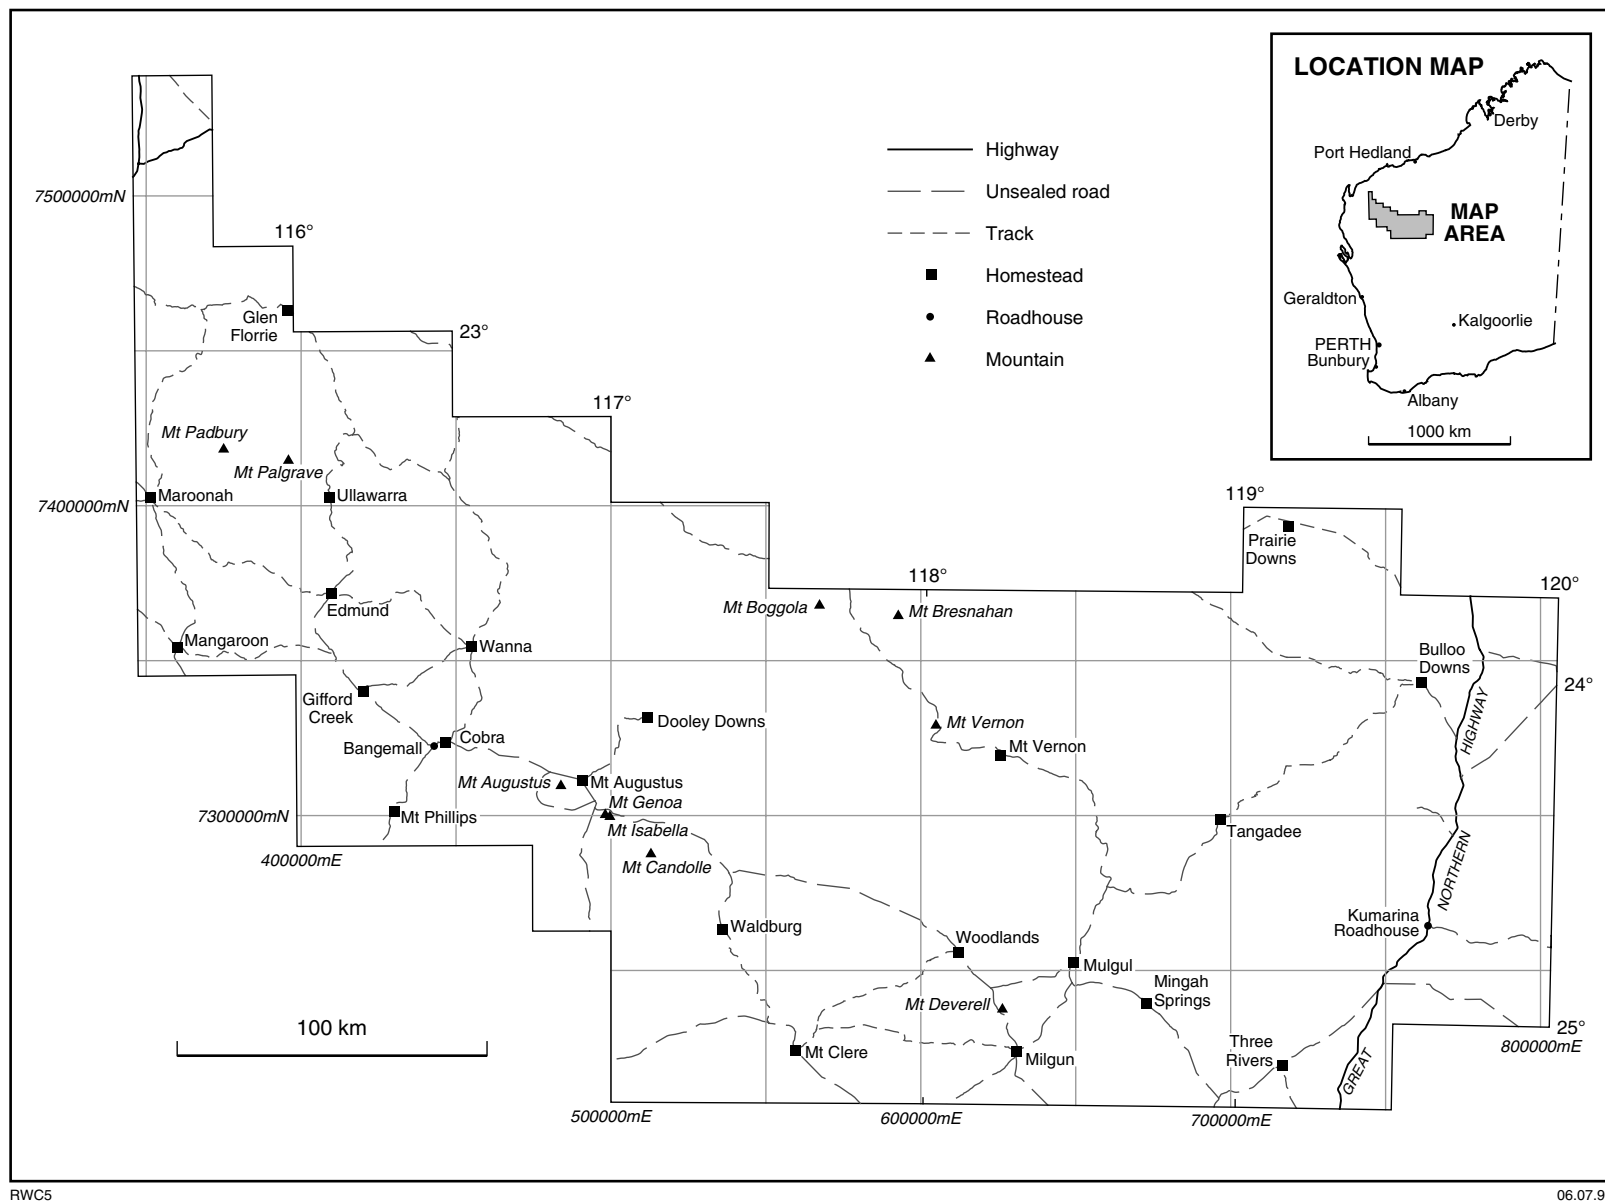 LOCATION MAP
Derby
Port Hedland
MAP
AREA
Geraldton
Kalgoorlie
PERTH
Bunbury
Albany
1000 km
Highway
Unsealed road
Track
Homestead
Roadhouse
Mountain
7500000mN
116°
Glen
Florrie
23°
117°
Mt Padbury
Mt Palgrave
Maroonah
Ullawarra
7400000mN
119°
Prairie
Downs
118°
120°
Edmund
Mt Boggola
Mt Bresnahan
Mangaroon
Wanna
Bulloo
Downs
24°
Gifford
Creek
Dooley Downs
Mt Vernon
HIGHWAY
Bangemall
Cobra
Mt Vernon
Mt Augustus
Mt Augustus
Mt Genoa
7300000mN
Mt Phillips
Mt Isabella
Tangadee
400000mE
Mt Candolle
NORTHERN
Waldburg
Kumarina
Roadhouse
Woodlands
Mulgul
Mingah
Springs
Mt Deverell
100 km
Mt Clere
Milgun
Three
Rivers
25°
800000mE
GREAT
500000mE
600000mE
700000mE
RWC5
06.07.9